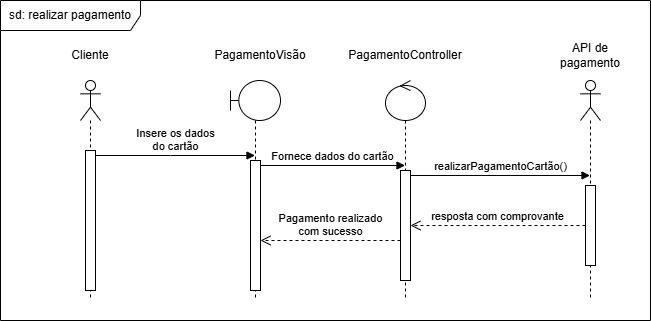 sd: realizar pagamento
Cliente
PagamentoVisão
PagamentoController
API de
pagamento
Insere os dados
do cartão
Fornece dados do cartão
realizarPagamentoCartão()
resposta com comprovante
Pagamento realizado
com sucesso